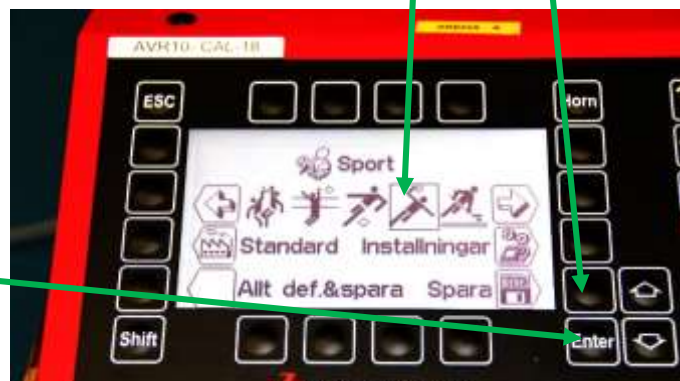 AVR10-CAL-18
ESC
Horn
Sport
Standard Installningar
Allt def.&spara Spara
Shift
Enter